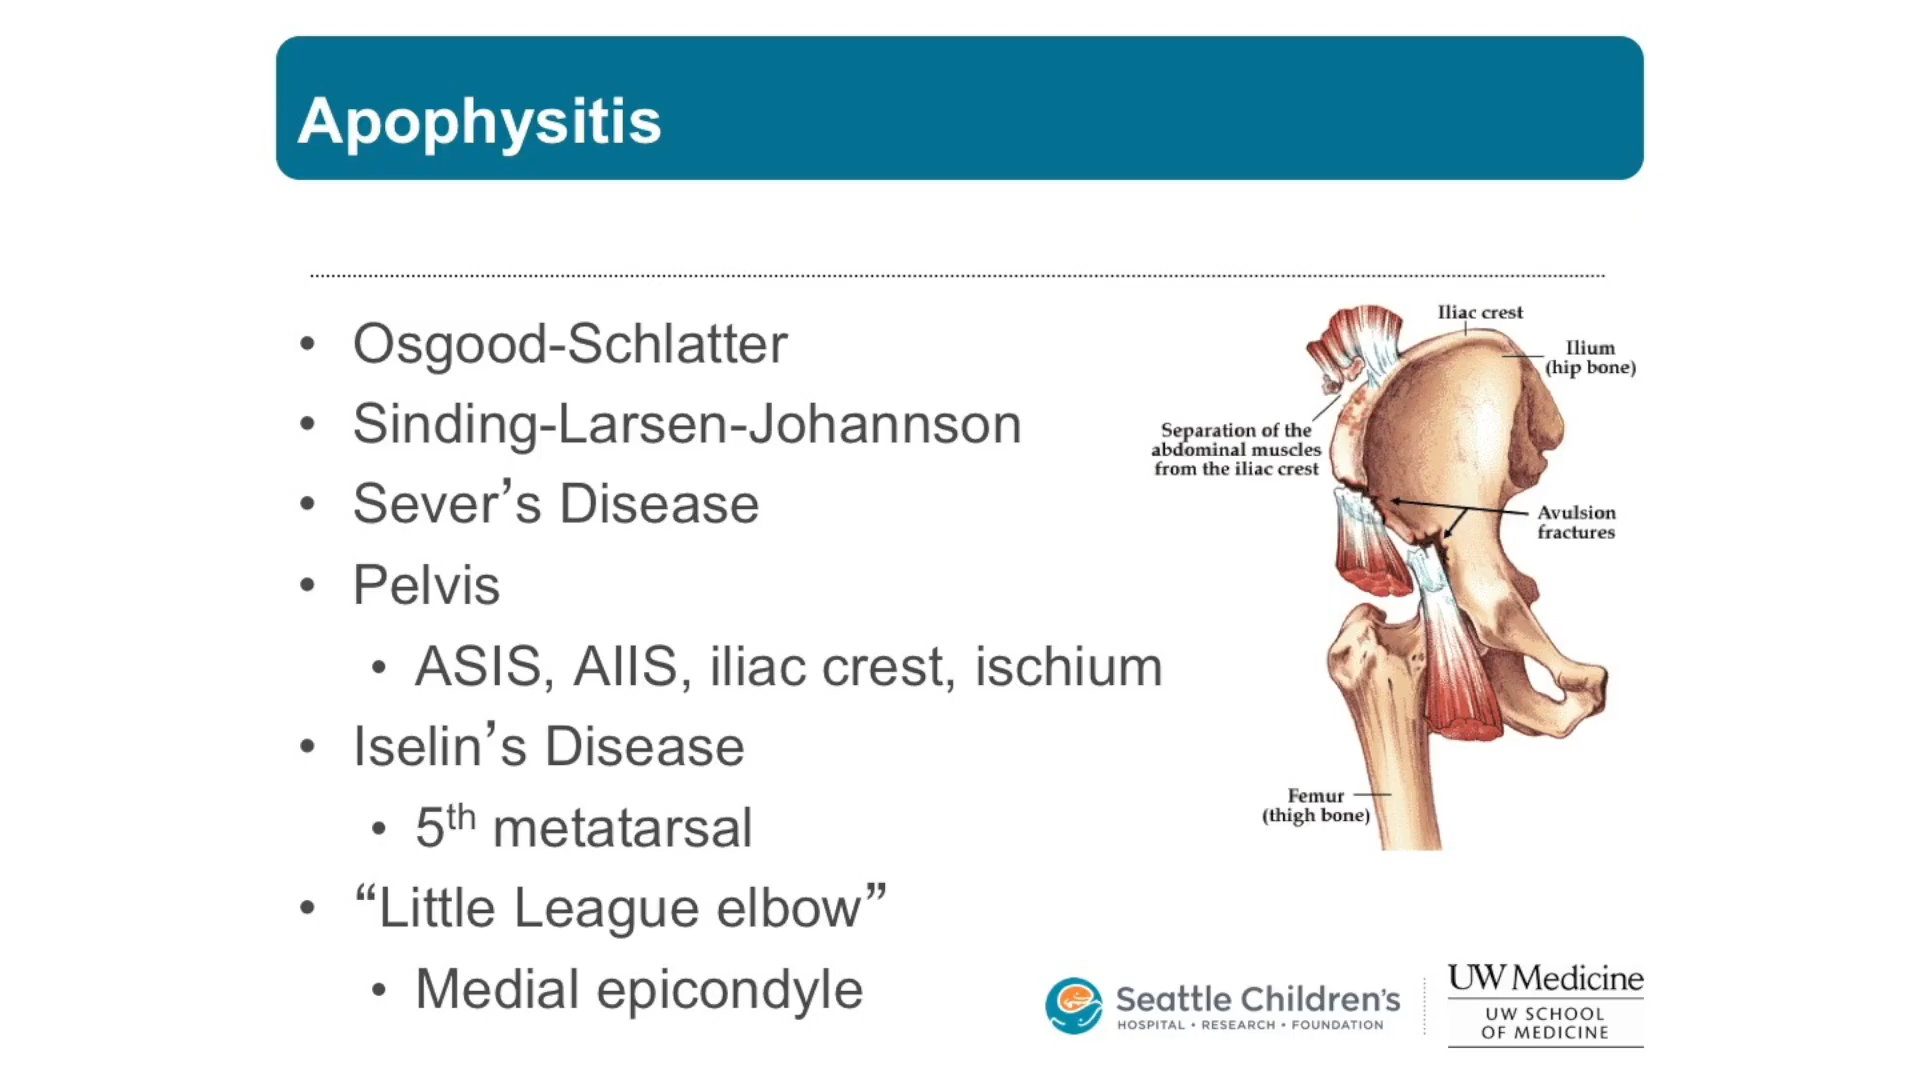 Apophysitis
• Osgood-Schlatter
• Sinding-Larsen-Johannson
• Sever’s Disease
• Pelvis
• ASIS, AIIS, iliac crest, ischium
• Iselin’s Disease
• 5th metatarsal
• “Little League elbow”
• Medial epicondyle
Iliac crest
Ilium
(hip bone)
Separation of the
abdominal muscles
from the iliac crest
Avulsion
fractures
Femur
(thigh bone)
Seattle Children's
HOSPITAL • RESEARCH • FOUNDATION
UW Medicine
UW SCHOOL
OF MEDICINE